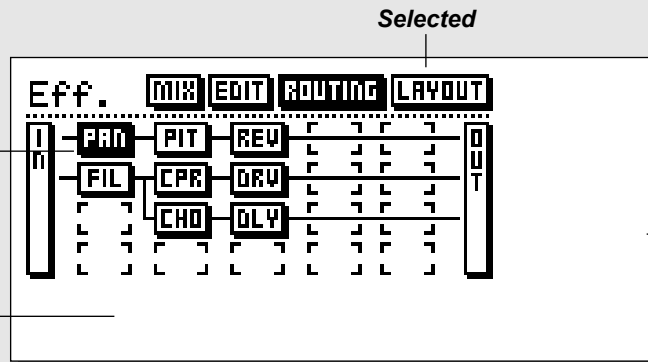 Selected
Eff. MIX EDIT ROUTING LAYOUT
In PAN PIT REV OUT
FIL CPR DRV
CHO DLY